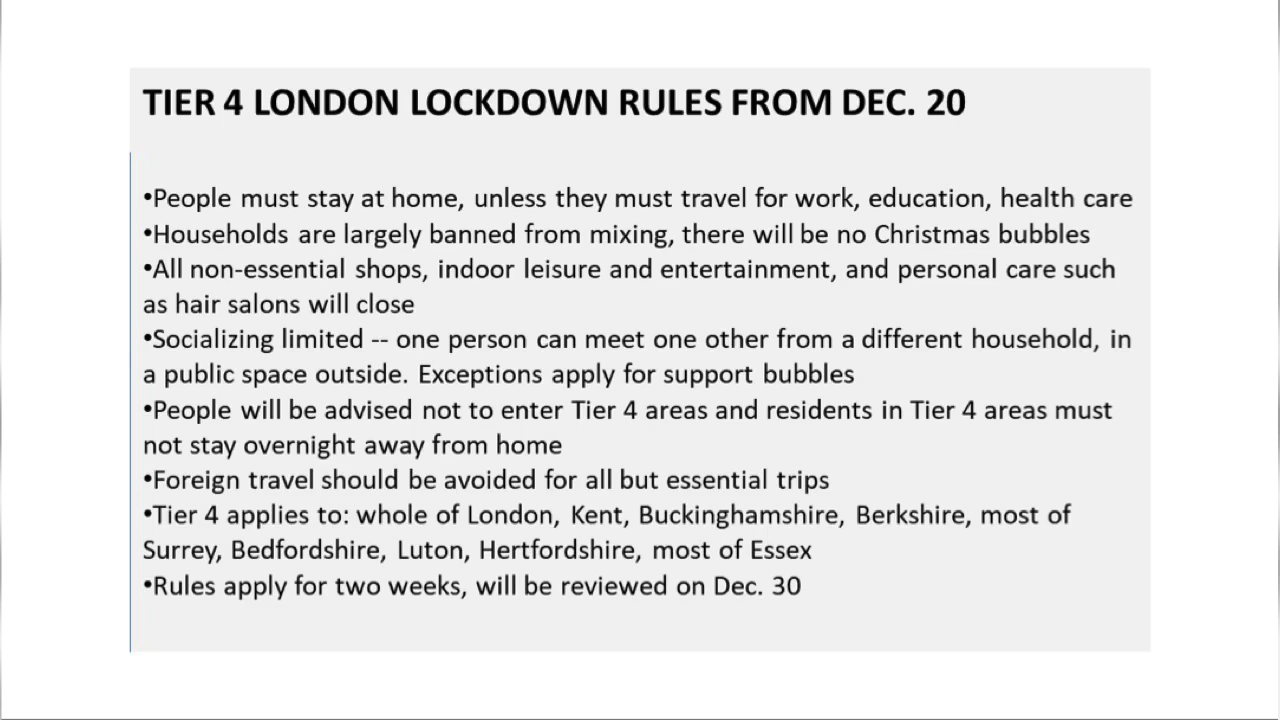 TIER 4 LONDON LOCKDOWN RULES FROM DEC. 20
•People must stay at home, unless they must travel for work, education, health care
•Households are largely banned from mixing, there will be no Christmas bubbles
•All non-essential shops, indoor leisure and entertainment, and personal care such
as hair salons will close
•Socializing limited -- one person can meet one other from a different household, in
a public space outside. Exceptions apply for support bubbles
•People will be advised not to enter Tier 4 areas and residents in Tier 4 areas must
not stay overnight away from home
•Foreign travel should be avoided for all but essential trips
•Tier 4 applies to: whole of London, Kent, Buckinghamshire, Berkshire, most of
Surrey, Bedfordshire, Luton, Hertfordshire, most of Essex
•Rules apply for two weeks, will be reviewed on Dec. 30